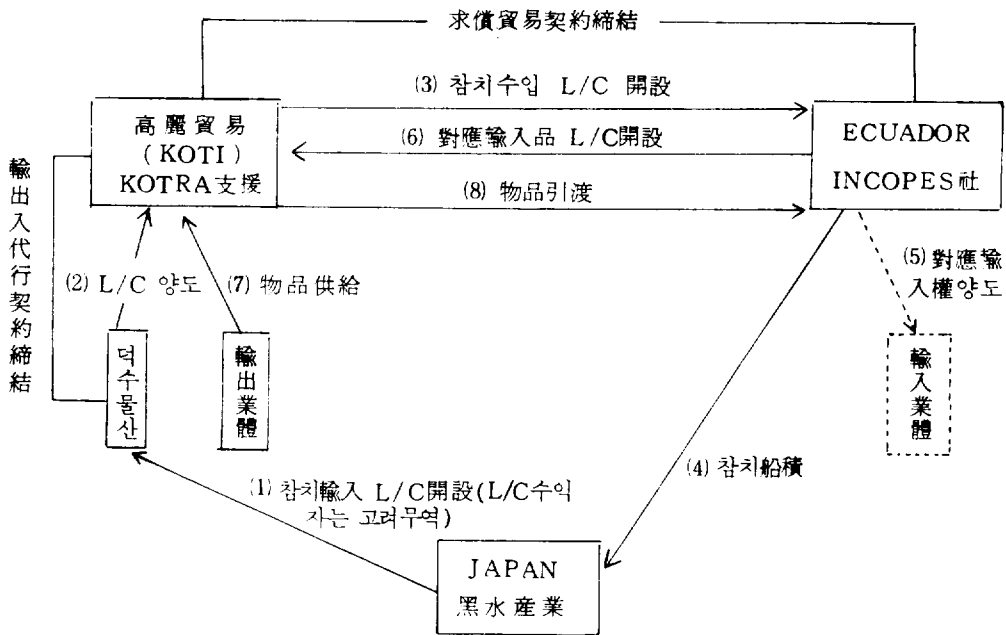 求償貿易契約締結
(3) 참치수입 L/C 開設
高麗貿易
(KOTI)
KOTRA支援
(6) 對應輸入品 L/C開設
ECUADOR
INCOPES社
(8) 物品引渡
輸出入代行契約締結
(2) L/C 양도
(7) 物品供給
(5) 對應輸
入權양도
덕수물산
輸出業體
輸入業體
(4) 참치船積
(1) 참치輸入 L/C開設(L/C수익
자는 고려무역)
JAPAN
黑水産業